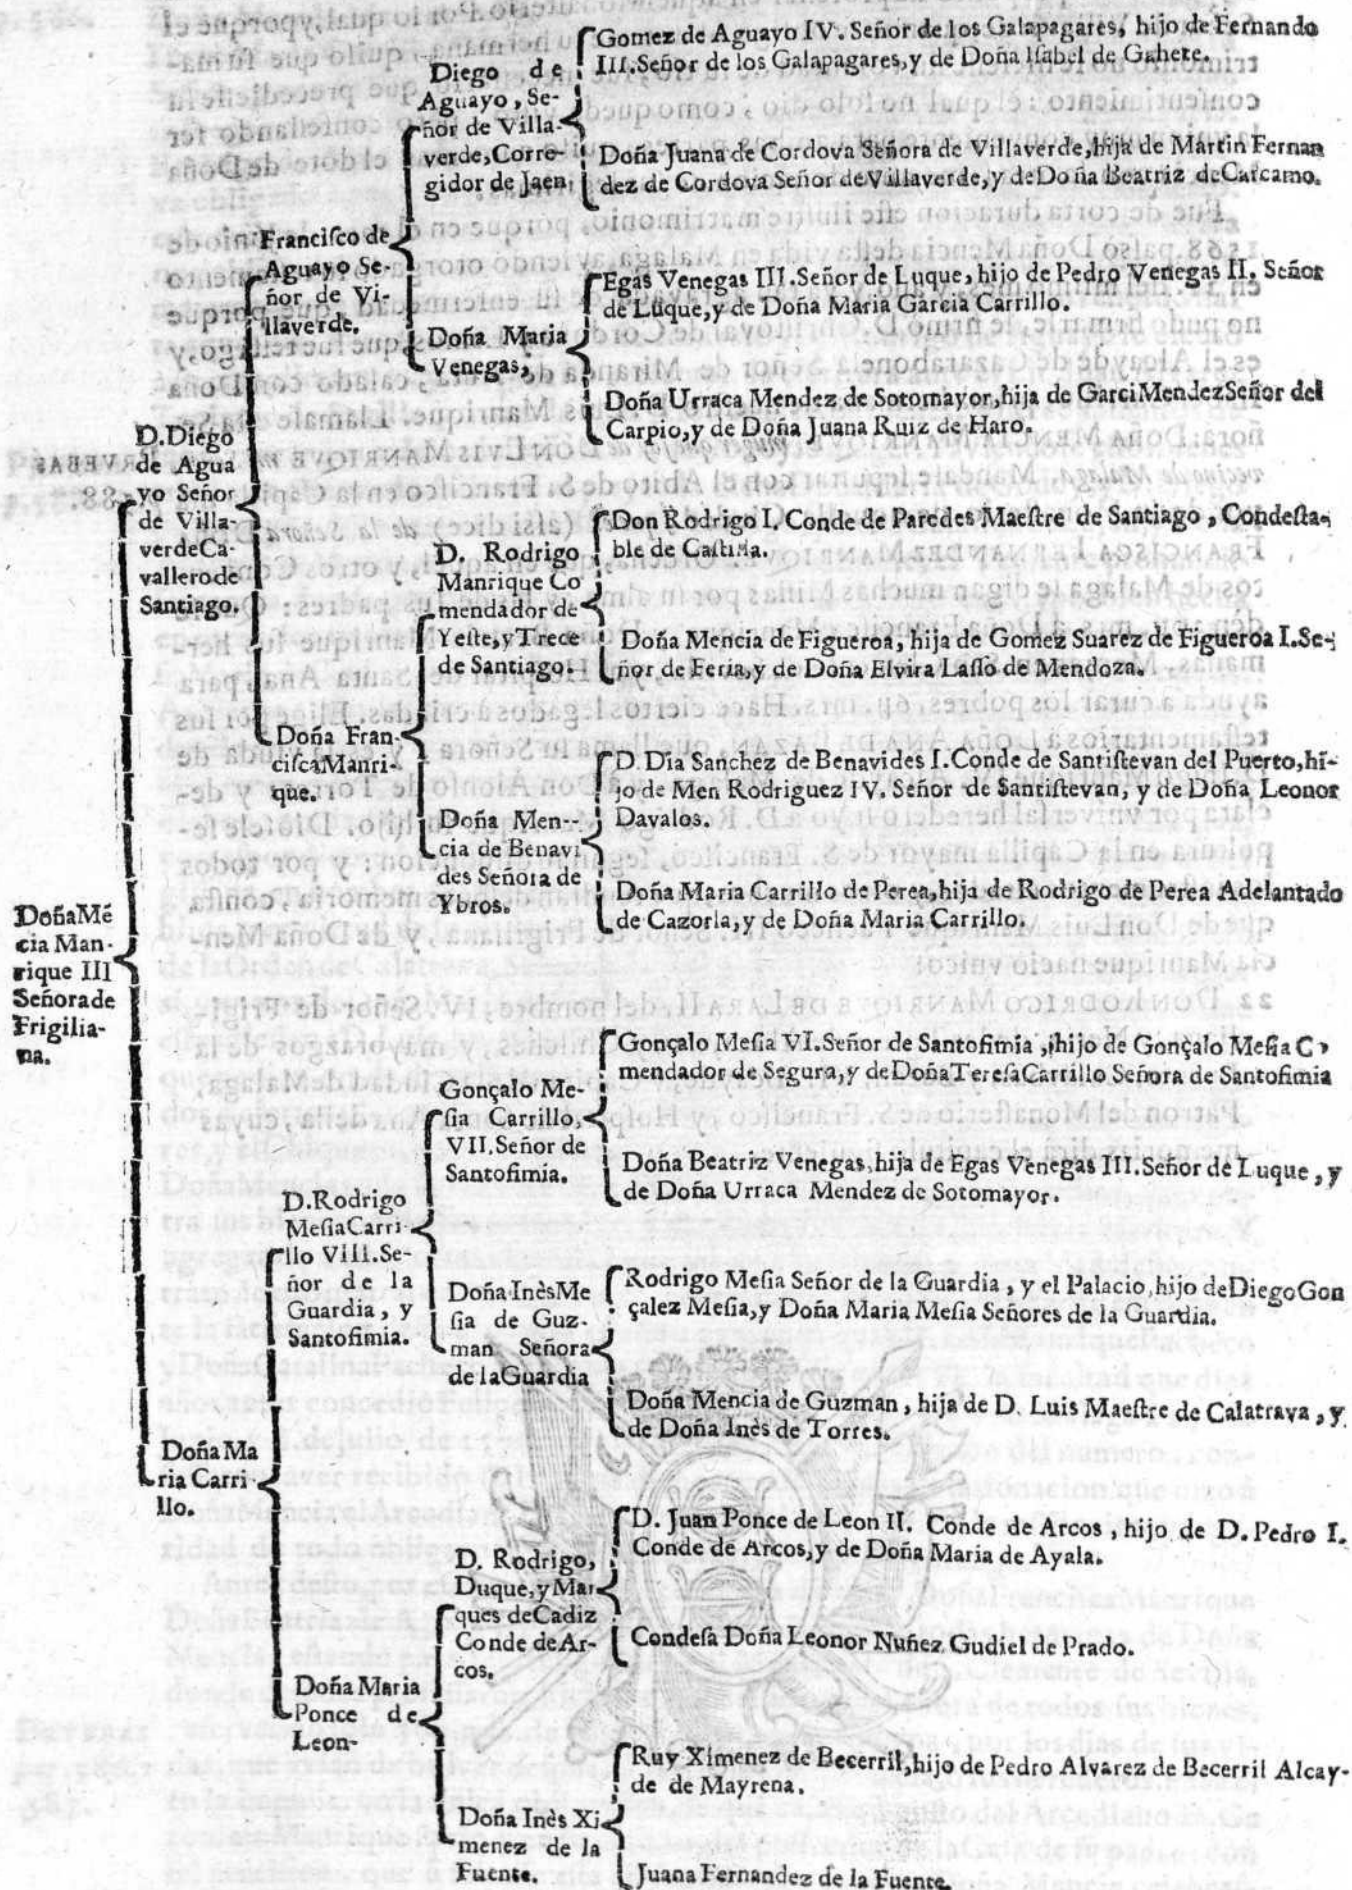 Gomez de Aguayo IV. Señor de los Galapagares, hijo de Fernando
III. Señor de los Galapagares, y de Doña Iſabel de Gahete.
Diego de
Aguayo, Se-
ñor de Villa-
verde, Corre-
gidor de Jaen,
Doña Juana de Cordova Señora de Villaverde, hija de Martin Fernan
dez de Cordova Señor de Villaverde, y de Doña Beatriz de Carcamo.
Franciſco de
Aguayo Se-
ñor de Vi-
llaverde.
Egas Venegas III. Señor de Luque, hijo de Pedro Venegas II. Señor
de Luque, y de Doña Maria Garcia Carrillo.
Doña Maria
Venegas,
Doña Urraca Mendez de Sotomayor, hija de Garci Mendez Señor del
Carpio, y de Doña Juana Ruiz de Haro.
D. Diego
de Agua
yo Señor
de Villa-
verde Ca-
vallero de
Santiago.
Don Rodrigo I. Conde de Paredes Maeſtre de Santiago, Condeſta-
ble de Caſtilla.
D. Rodrigo
Manrique Co
mendador de
Yeſte, y Trece
de Santiago.
Doña Mencia de Figueroa, hija de Gomez Suarez de Figueroa I. Se-
ñor de Feria, y de Doña Elvira Laſſo de Mendoza.
Doña Fran-
ciſca Manri-
que.
D. Dia Sanchez de Benavides I. Conde de Santiſtevan del Puerto, hi-
jo de Men Rodriguez IV. Señor de Santiſtevan, y de Doña Leonor
Davalos.
Doña Men--
cia de Benavi
des Señora de
Ybros.
Doña Maria Carrillo de Perea, hija de Rodrigo de Perea Adelantado
de Cazorla, y de Doña Maria Carrillo.
Doña Mē
cia Man-
rique III
Señora de
Frigilia-
na.
Gonçalo Meſia VI. Señor de Santofimia, hijo de Gonçalo Meſia Co
mendador de Segura, y de Doña Tereſa Carrillo Señora de Santofimia
Gonçalo Me-
ſia Carrillo,
VII. Señor de
Santofimia.
Doña Beatriz Venegas, hija de Egas Venegas III. Señor de Luque, y
de Doña Urraca Mendez de Sotomayor.
D. Rodrigo
Meſia Carri-
llo VIII. Se-
ñor de la
Guardia, y
Santofimia.
Rodrigo Meſia Señor de la Guardia, y el Palacio, hijo de Diego Gon
çalez Meſia, y Doña Maria Meſia Señores de la Guardia.
Doña Inès Me
ſia de Guz-
man Señora
de la Guardia
Doña Mencia de Guzman, hija de D. Luis Maeſtre de Calatrava, y
de Doña Inès de Torres.
Doña Ma
ria Carri-
llo.
D. Juan Ponce de Leon II. Conde de Arcos, hijo de D. Pedro I.
Conde de Arcos, y de Doña Maria de Ayala.
D. Rodrigo,
Duque, y Mar
ques de Cadiz
Conde de Ar-
cos.
Condeſa Doña Leonor Nuñez Gudiel de Prado.
Doña Maria
Ponce de
Leon-
Ruy Ximenez de Becerril, hijo de Pedro Alvarez de Becerril Alcay-
de de Mayrena.
Doña Inès Xi
menez de la
Fuente.
Juana Fernandez de la Fuente.